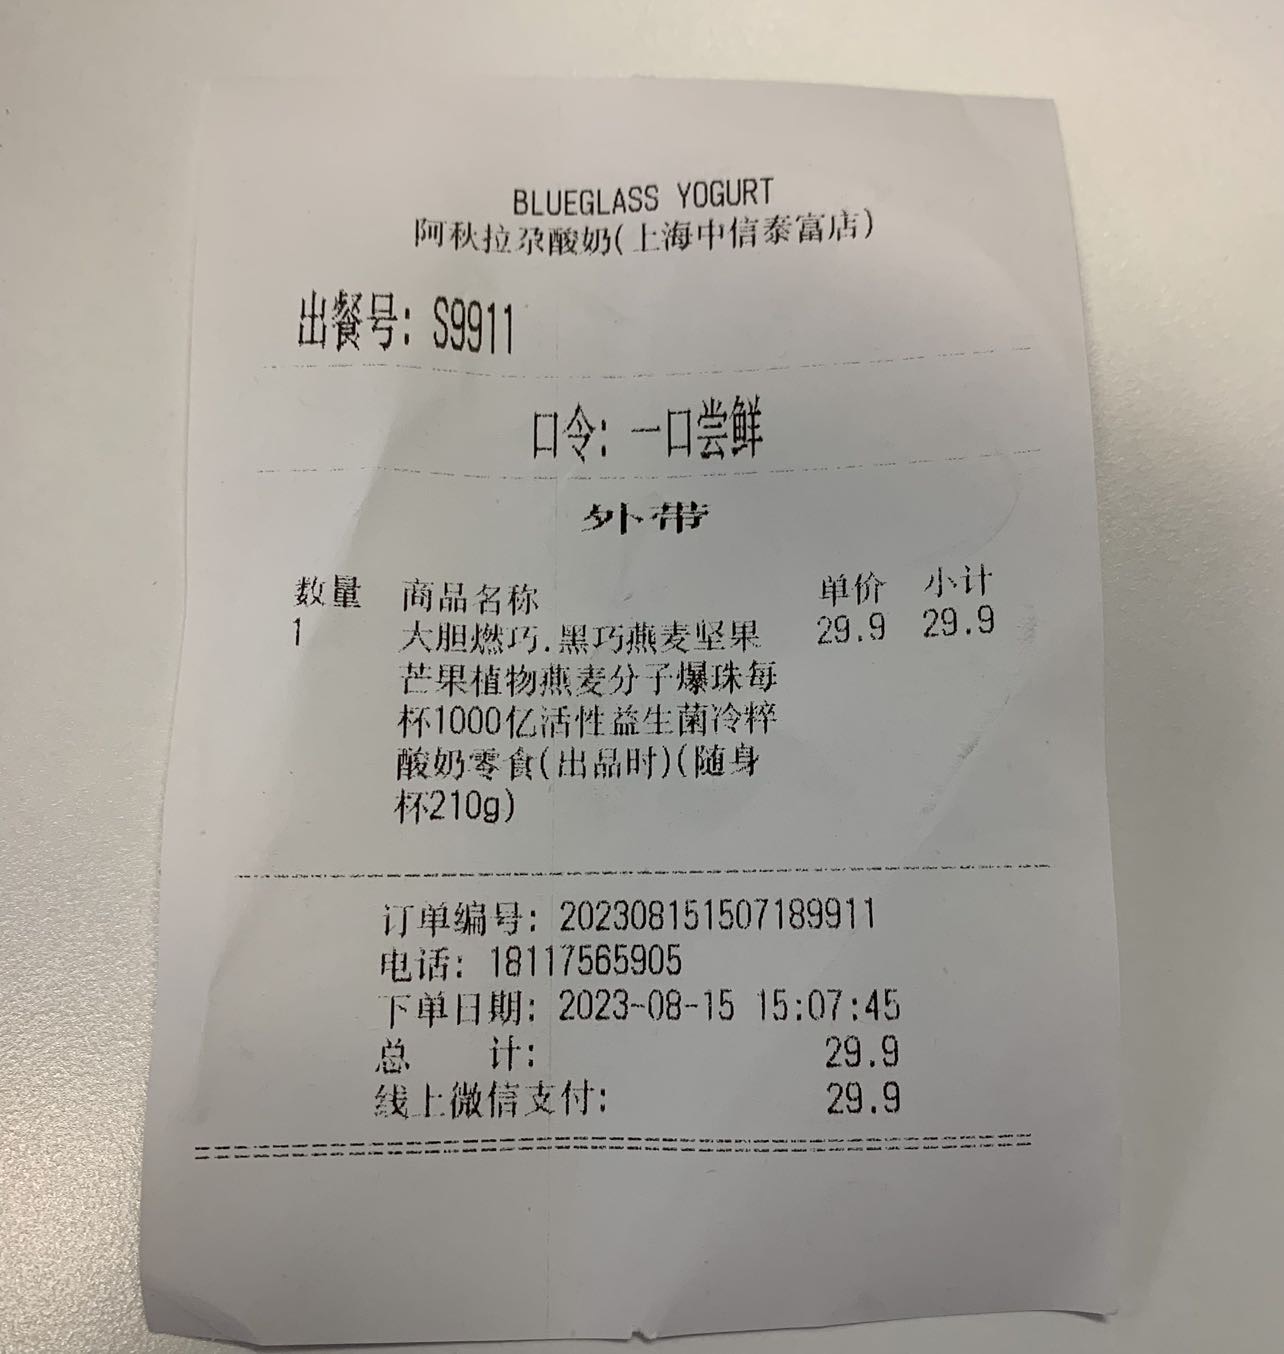 BLUEGLASS YOGURT
阿秋拉尕酸奶(上海中信泰富店)
出餐号: S9911
口令: 一口尝鲜
外带
数量 商品名称 单价 小计
1 大胆燃巧.黑巧燕麦坚果 29.9 29.9
芒果植物燕麦分子爆珠每
杯1000亿活性益生菌冷粹
酸奶零食(出品时)(随身
杯210g)
订单编号: 202308151507189911
电话: 18117565905
下单日期: 2023-08-15 15:07:45
总 计: 29.9
线上微信支付: 29.9